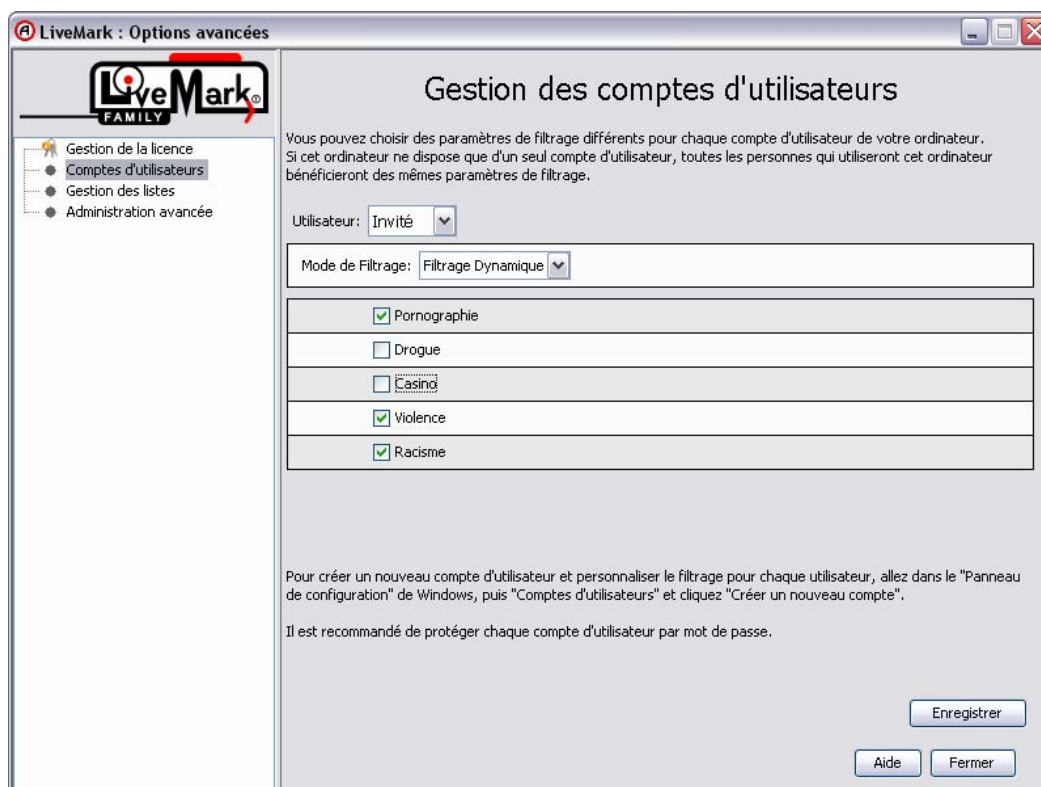 LiveMark : Options avancées
LiveMark®
FAMILY
Gestion de la licence
Comptes d'utilisateurs
Gestion des listes
Administration avancée
Gestion des comptes d'utilisateurs
Vous pouvez choisir des paramètres de filtrage différents pour chaque compte d'utilisateur de votre ordinateur.
Si cet ordinateur ne dispose que d'un seul compte d'utilisateur, toutes les personnes qui utiliseront cet ordinateur
bénéficieront des mêmes paramètres de filtrage.
Utilisateur: Invité
Mode de Filtrage: Filtrage Dynamique
Pornographie
Drogue
Casino
Violence
Racisme
Pour créer un nouveau compte d'utilisateur et personnaliser le filtrage pour chaque utilisateur, allez dans le "Panneau
de configuration" de Windows, puis "Comptes d'utilisateurs" et cliquez "Créer un nouveau compte".
Il est recommandé de protéger chaque compte d'utilisateur par mot de passe.
Enregistrer
Aide Fermer